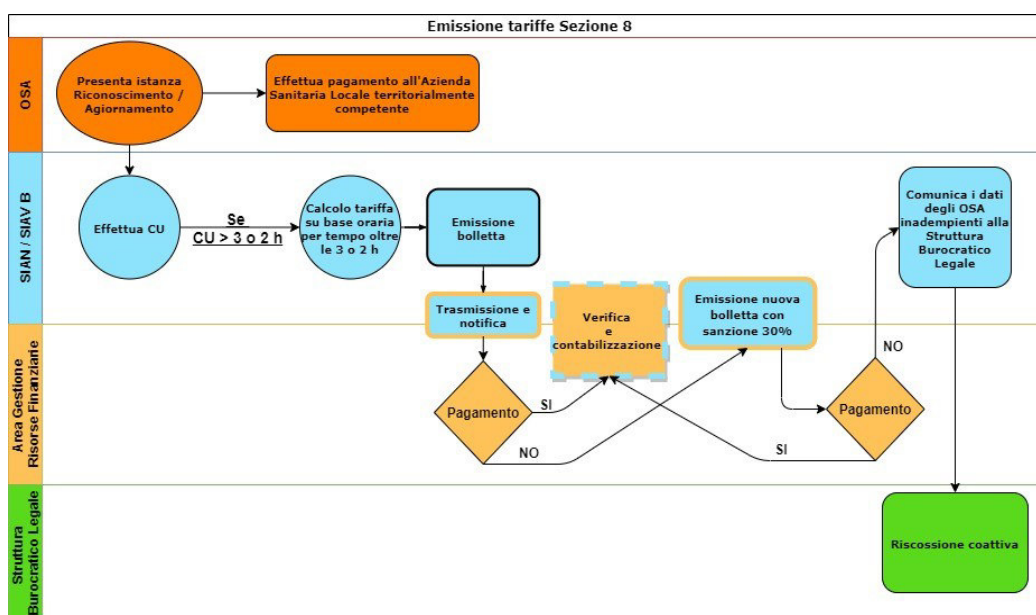 Emissione tariffe Sezione 8
OSA
Presenta istanza
Riconoscimento /
Agiornamento
Effettua pagamento all'Azienda
Sanitaria Locale territorialmente
competente
SIAN / SIAV B
Effettua CU
Se
CU > 3 o 2 h
Calcolo tariffa
su base oraria
per tempo oltre
le 3 o 2 h
Emissione
bolletta
Comunica i dati
degli OSA
inadempienti alla
Struttura
Burocratico
Legale
Trasmissione e
notifica
Verifica
e
contabilizzazione
Emissione nuova
bolletta con
sanzione 30%
Area Gestione
Risorse Finanziarie
Pagamento
SI
NO
Pagamento
NO
SI
Struttura
Burocratico Legale
Riscossione coattiva